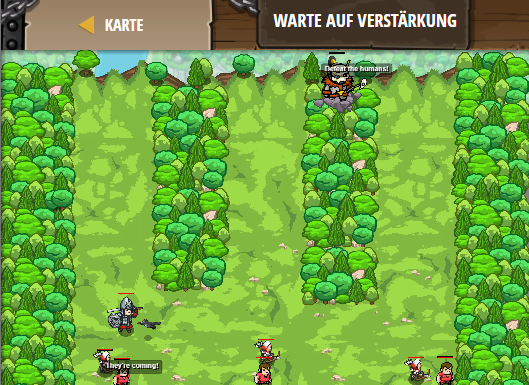 KARTE
WARTE AUF VERSTÄRKUNG
Defeat the humans!
They're coming!